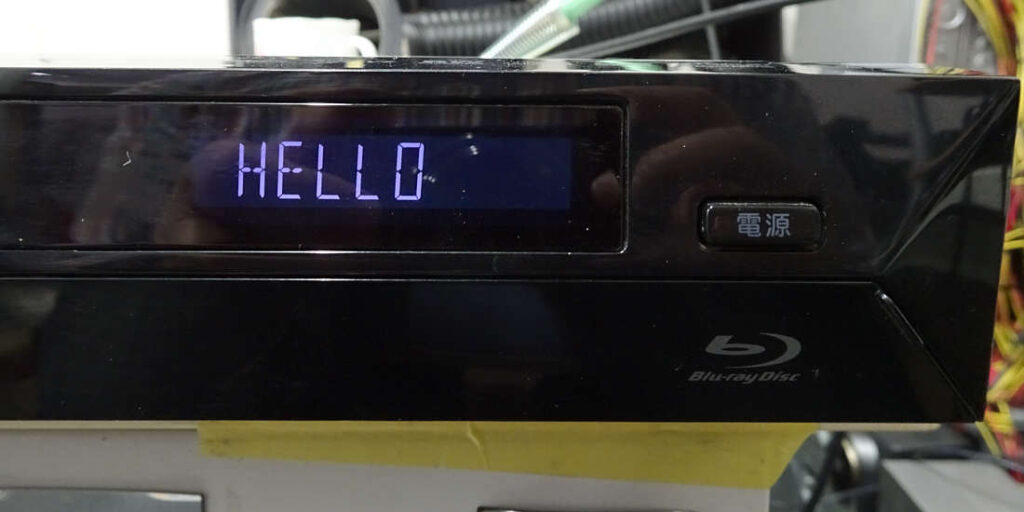 HELLO
電源
Blu-ray Disc